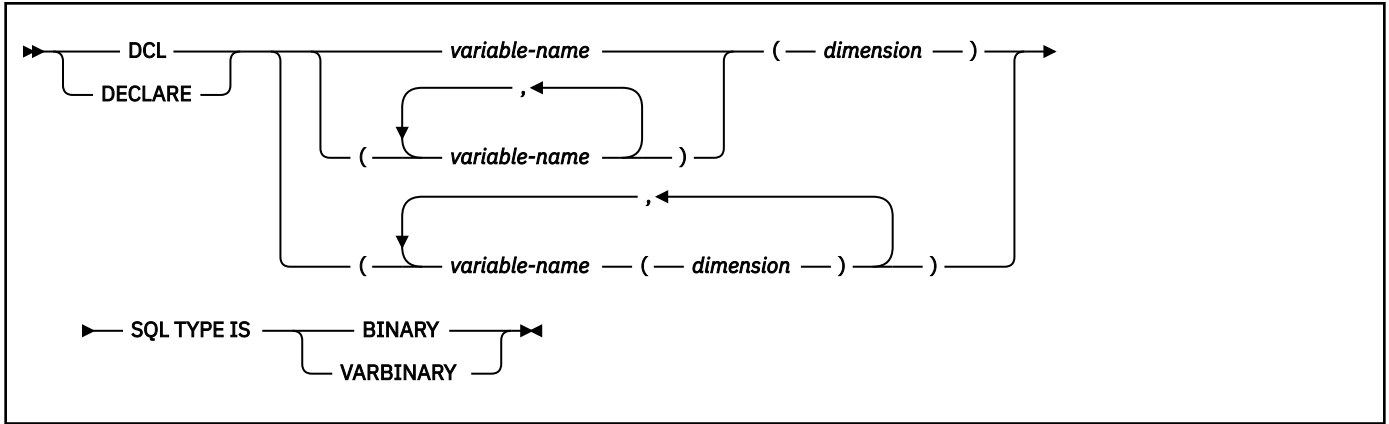 DCL variable-name ( dimension )
DECLARE
,
( variable-name )
,
( variable-name ( dimension ) )
SQL TYPE IS BINARY
VARBINARY